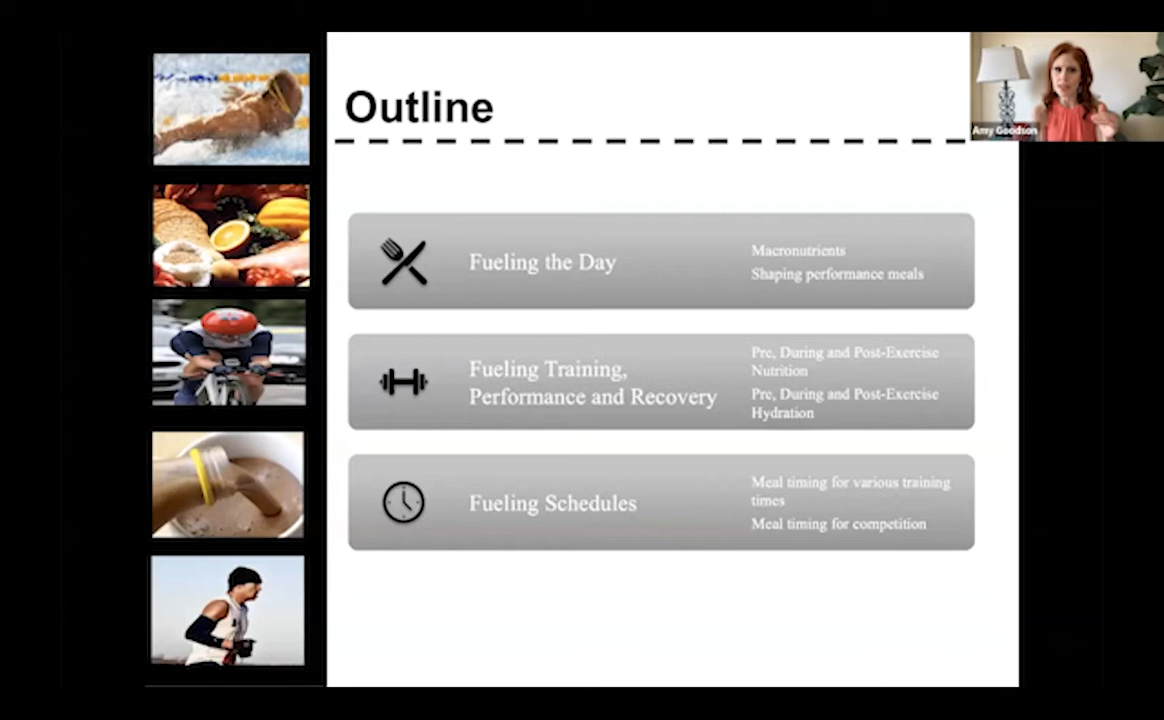 Outline
Amy Goodson
Fueling the Day
Macronutrients
Shaping performance meals
Fueling Training,
Performance and Recovery
Pre, During and Post-Exercise
Nutrition
Pre, During and Post-Exercise
Hydration
Fueling Schedules
Meal timing for various training
times
Meal timing for competition